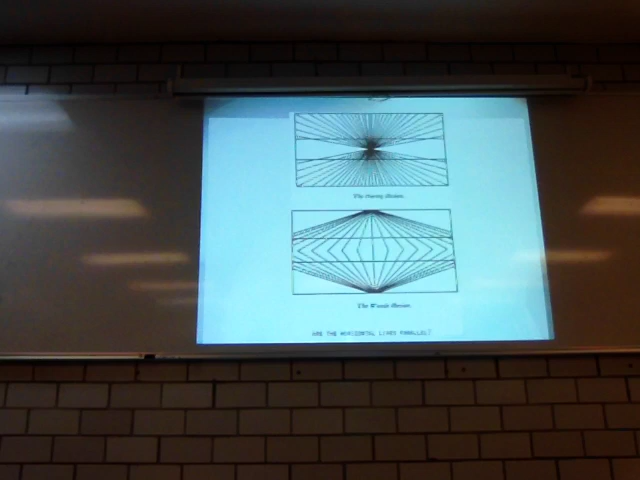 The Hering illusion.
The Wundt illusion.
ARE THE HORIZONTAL LINES PARALLEL?